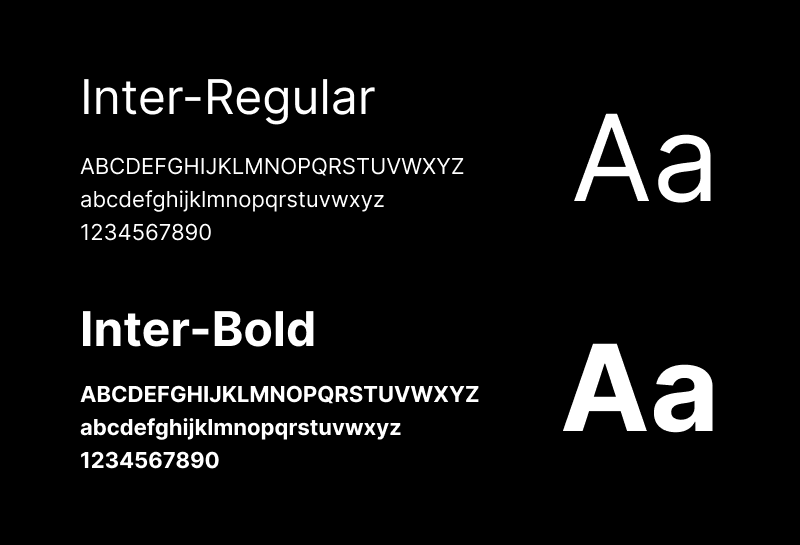 Inter-Regular
ABCDEFGHIJKLMNOPQRSTUVWXYZ
abcdefghijklmnopqrstuvwxyz
1234567890
Aa
Inter-Bold
ABCDEFGHIJKLMNOPQRSTUVWXYZ
abcdefghijklmnopqrstuvwxyz
1234567890
Aa